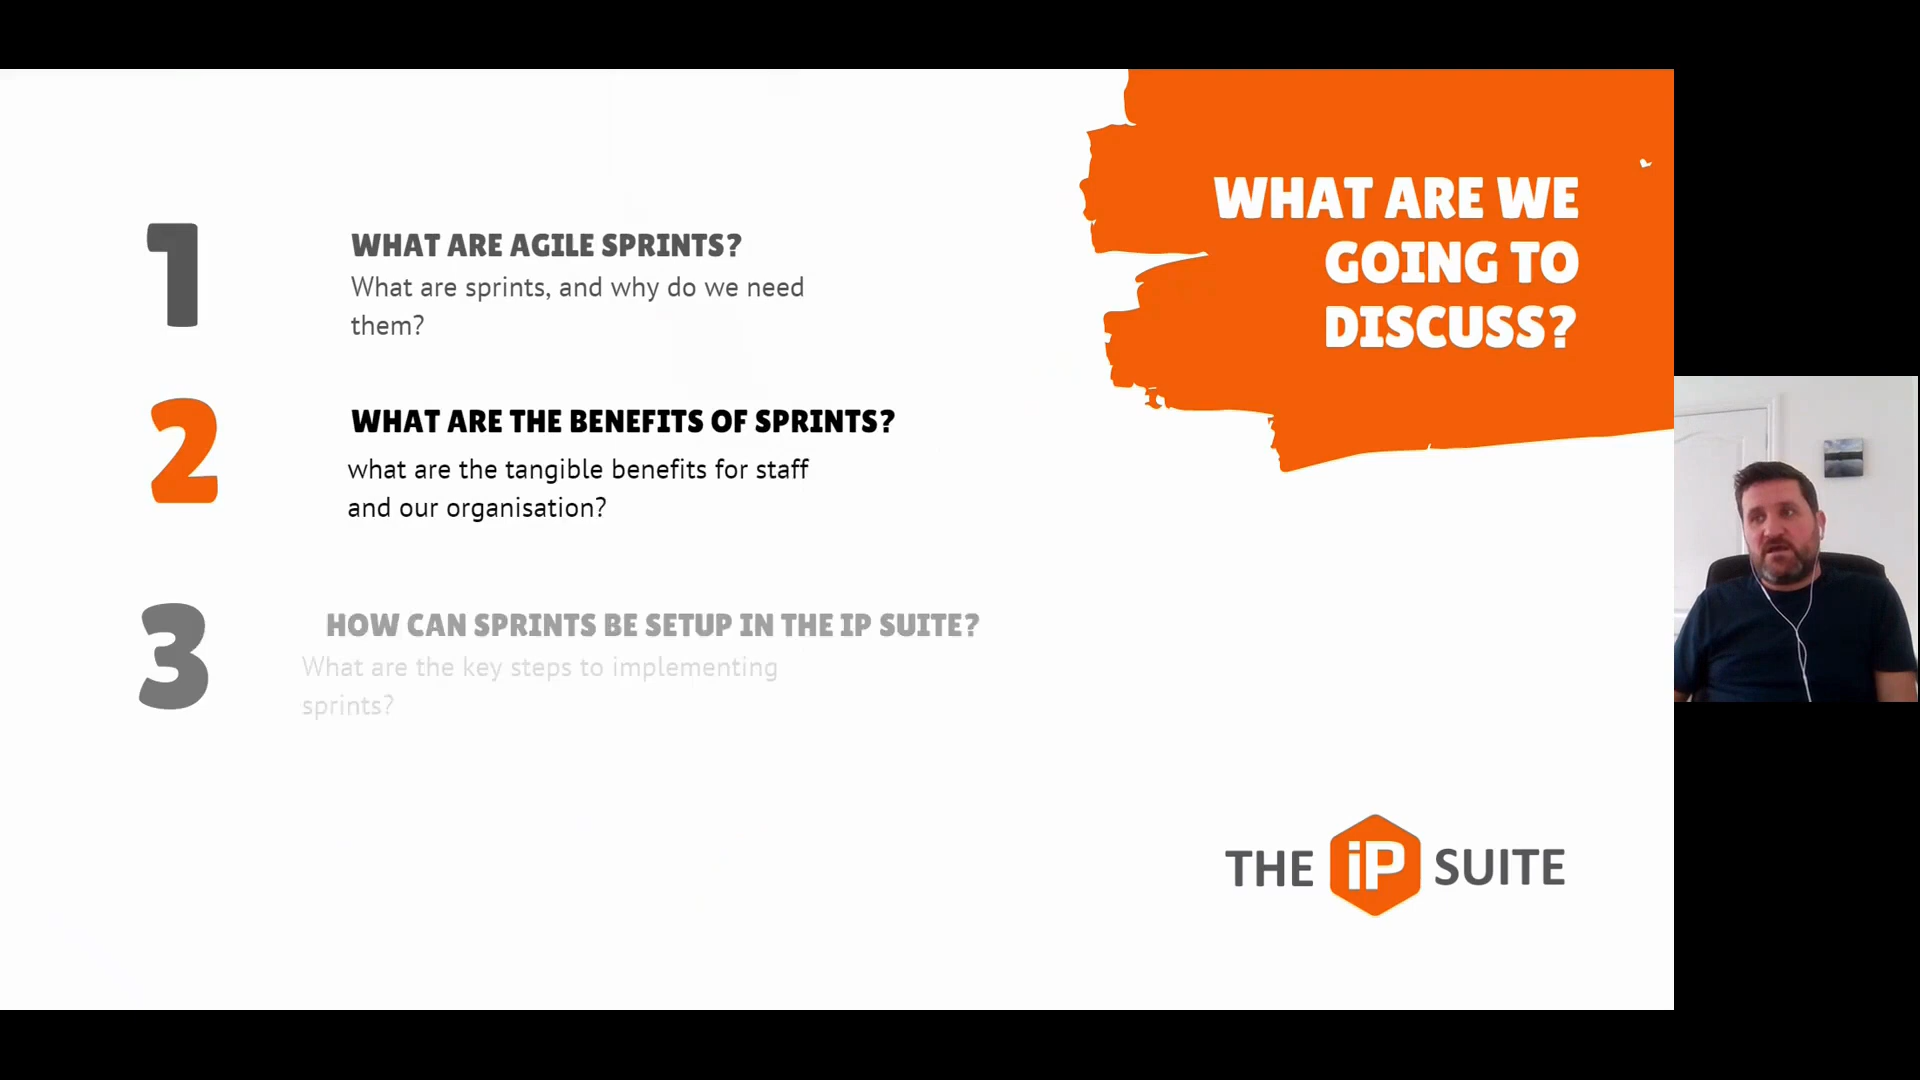 WHAT ARE WE
GOING TO
DISCUSS?
1
WHAT ARE AGILE SPRINTS?
What are sprints, and why do we need
them?
2
WHAT ARE THE BENEFITS OF SPRINTS?
what are the tangible benefits for staff
and our organisation?
3
HOW CAN SPRINTS BE SETUP IN THE IP SUITE?
What are the key steps to implementing
sprints?
THE iP SUITE